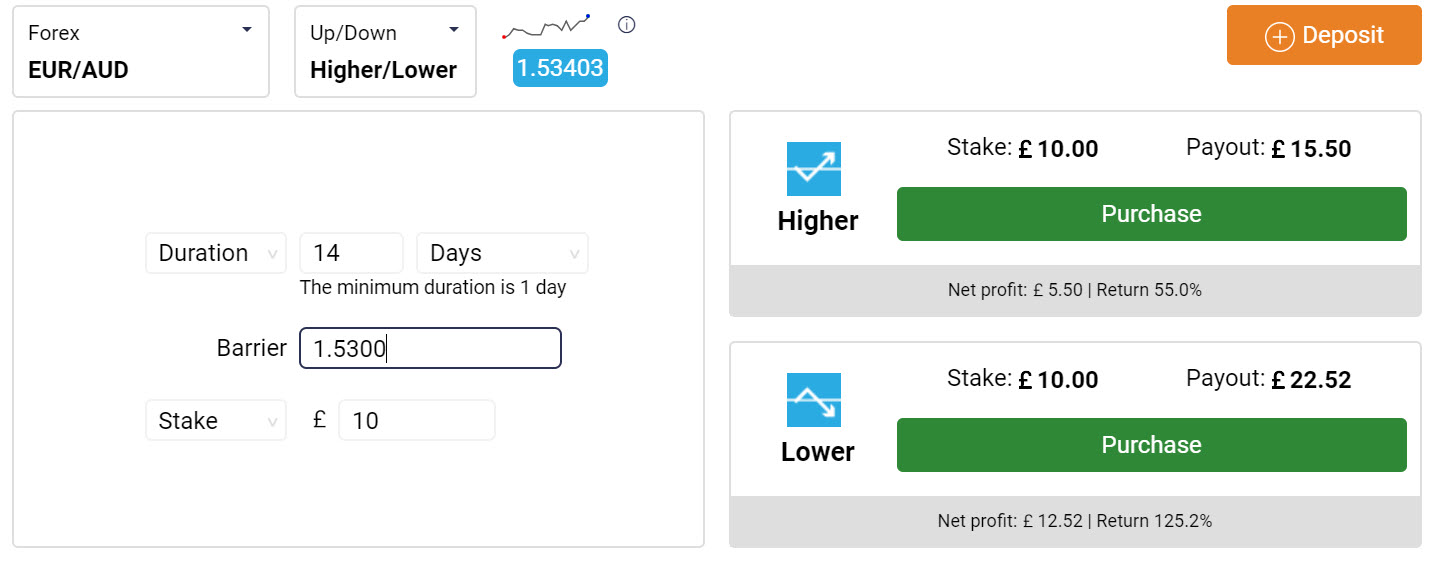 Forex
EUR/AUD
Up/Down
Higher/Lower
1.53403
Deposit
Duration 14 Days
The minimum duration is 1 day
Barrier 1.5300
Stake £ 10
Stake: £ 10.00 Payout: £ 15.50
Higher
Purchase
Net profit: £ 5.50 | Return 55.0%
Stake: £ 10.00 Payout: £ 22.52
Lower
Purchase
Net profit: £ 12.52 | Return 125.2%